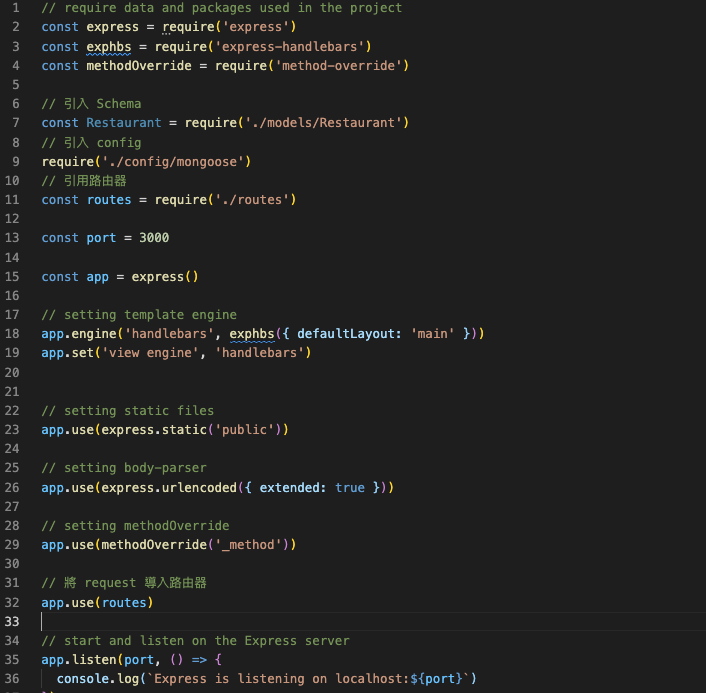 1 // require data and packages used in the project
2 const express = require('express')
3 const exphbs = require('express-handlebars')
4 const methodOverride = require('method-override')
5
6 // 引入 Schema
7 const Restaurant = require('./models/Restaurant')
8 // 引入 config
9 require('./config/mongoose')
10 // 引用路由器
11 const routes = require('./routes')
12
13 const port = 3000
14
15 const app = express()
16
17 // setting template engine
18 app.engine('handlebars', exphbs({ defaultLayout: 'main' }))
19 app.set('view engine', 'handlebars')
20
21
22 // setting static files
23 app.use(express.static('public'))
24
25 // setting body-parser
26 app.use(express.urlencoded({ extended: true }))
27
28 // setting methodOverride
29 app.use(methodOverride('_method'))
30
31 // 將 request 導入路由器
32 app.use(routes)
33
34 // start and listen on the Express server
35 app.listen(port, () => {
36 console.log(`Express is listening on localhost:${port}`)